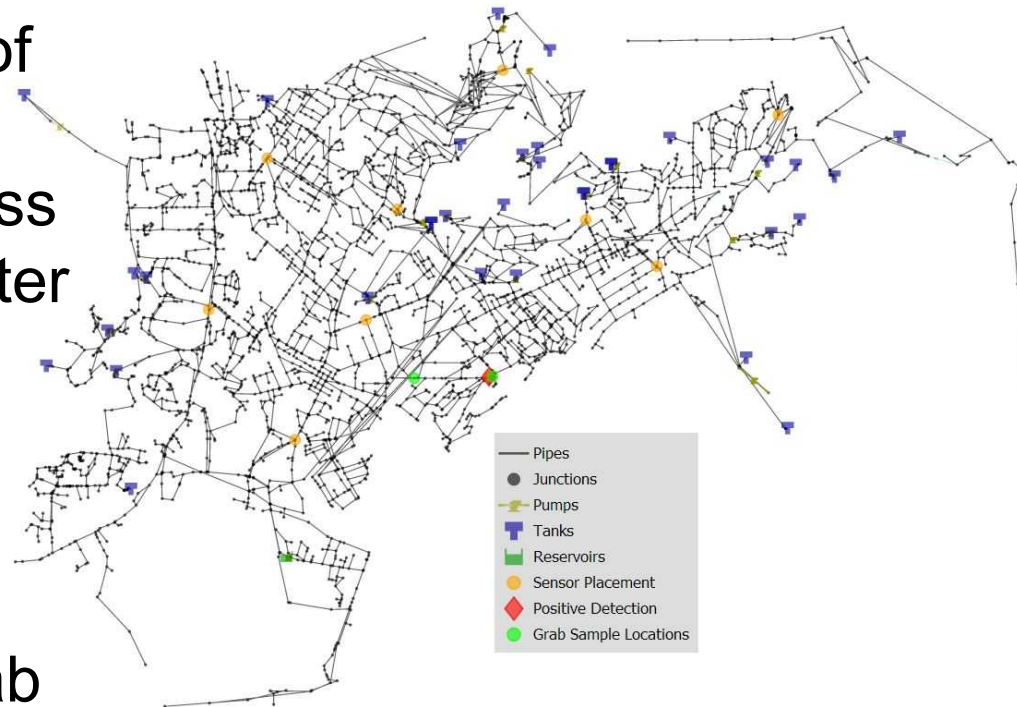 of
ss
ter
ab
Pipes
Junctions
Pumps
Tanks
Reservoirs
Sensor Placement
Positive Detection
Grab Sample Locations